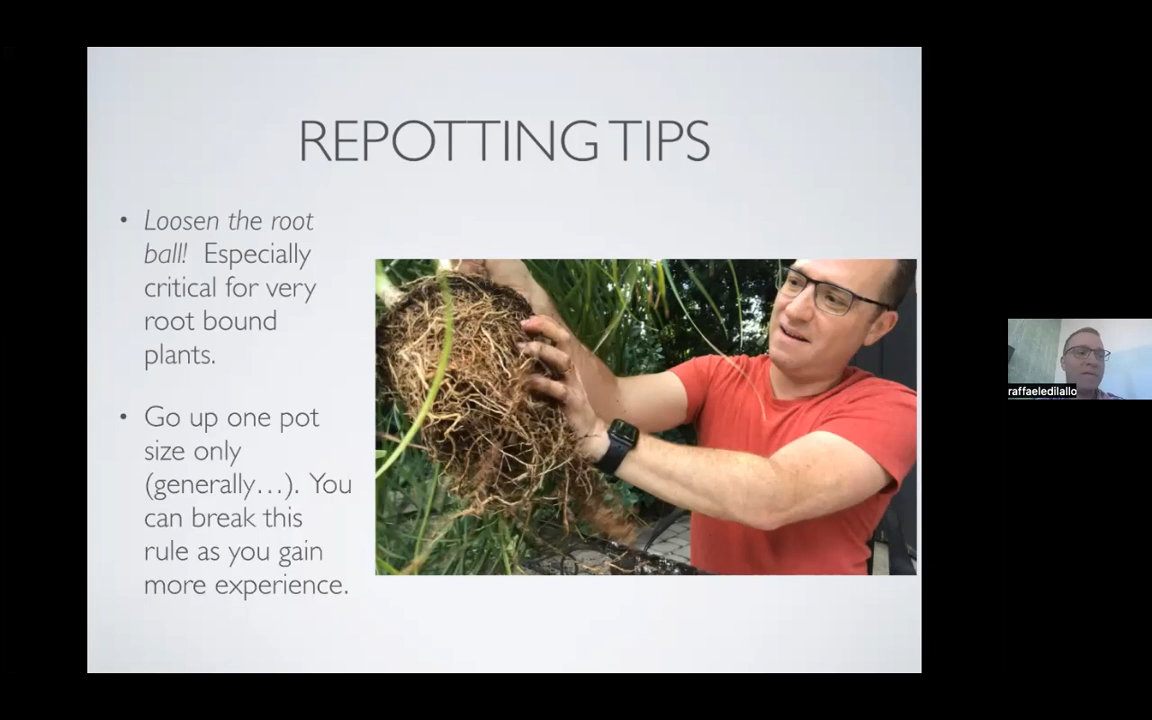 REPOTTING TIPS
• Loosen the root
ball! Especially
critical for very
root bound
plants.
• Go up one pot
size only
(generally...). You
can break this
rule as you gain
more experience.
raffaeledilallo